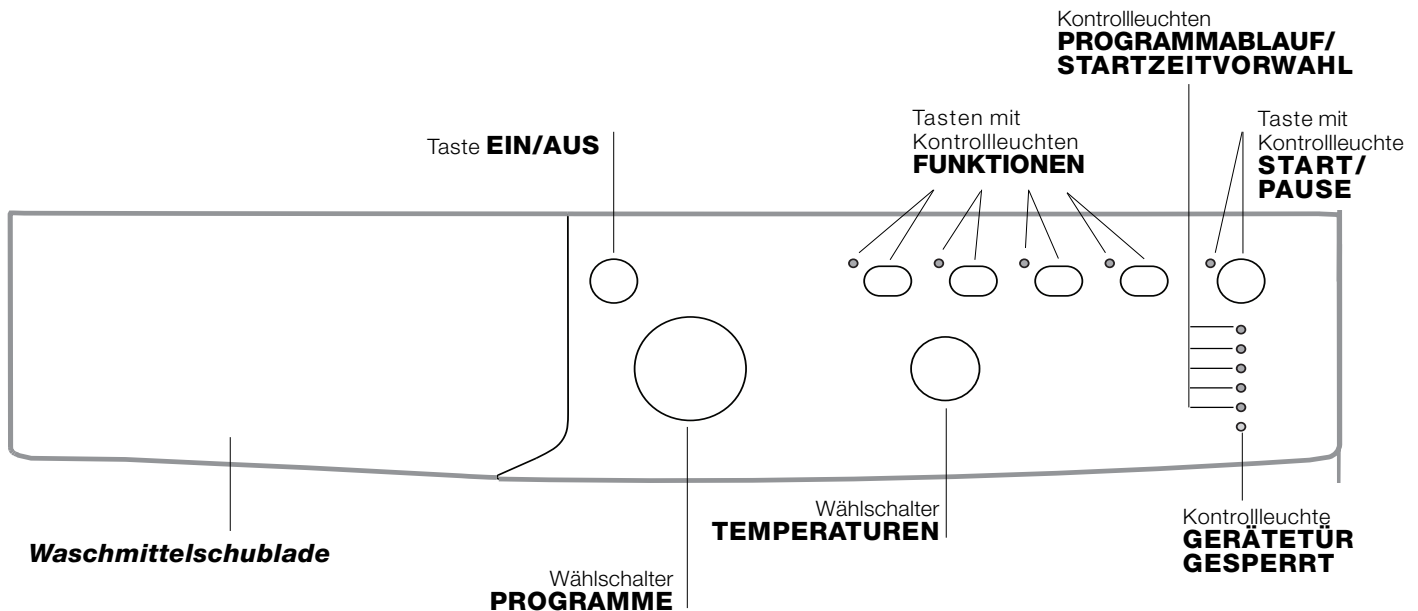 Kontrollleuchten
PROGRAMMABLAUF/
STARTZEITVORWAHL
Taste EIN/AUS
Tasten mit
Kontrollleuchten
FUNKTIONEN
Taste mit
Kontrollleuchte
START/
PAUSE
Waschmittelschublade
Wählschalter
PROGRAMME
Wählschalter
TEMPERATUREN
Kontrollleuchte
GERÄTETÜR
GESPERRT